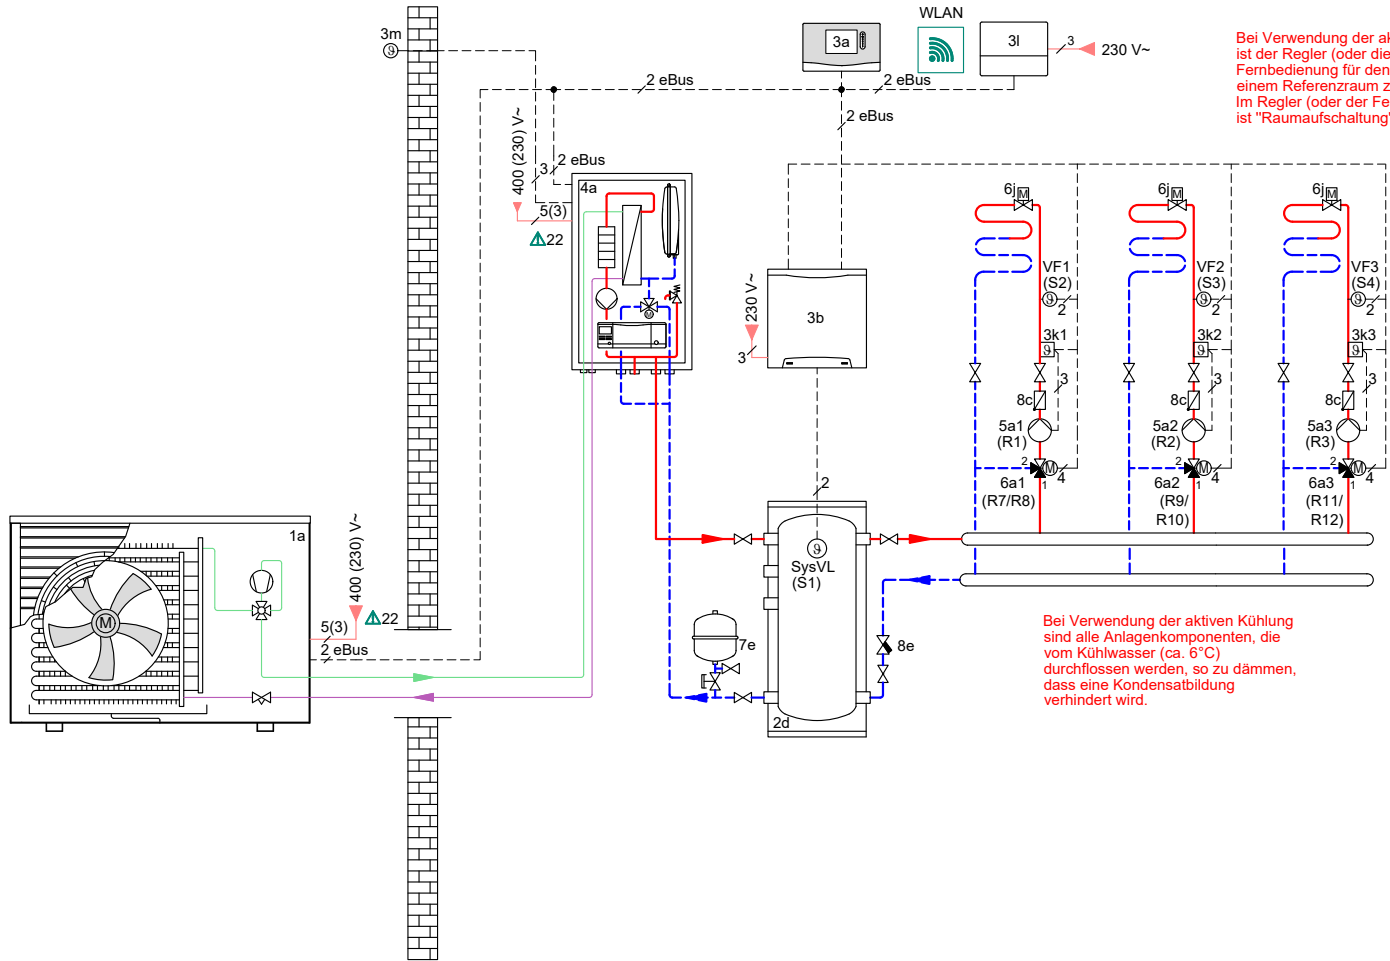 WLAN
3m
3a
3l
3
230 V~
Bei Verwendung der
ist der Regler (oder die
Fernbedienung für den
einem Referenzraum
Im Regler (oder der
ist "Raumaufschaltung"
2 eBus
2 eBus
2 eBus
2 eBus
400 (230) V~
3
5(3)
22
4a
M
6j
M
6j
M
6j
M
VF1
(S2)
2
VF2
(S3)
2
VF3
(S4)
2
230 V~
3
3b
3k1
3k2
3k3
3
3
3
8c
8c
8c
5a1
(R1)
5a2
(R2)
5a3
(R3)
2
M
4
1
2
M
4
1
2
M
4
1
6a1
(R7/R8)
6a2
(R9/
R10)
6a3
(R11/
R12)
2
1a
400 (230) V~
5(3)
22
2 eBus
M
SysVL
(S1)
7e
8e
2d
Bei Verwendung der aktiven Kühlung
sind alle Anlagenkomponenten, die
vom Kühlwasser (ca. 6°C)
durchflossen werden, so zu dämmen,
dass eine Kondensatbildung
verhindert wird.